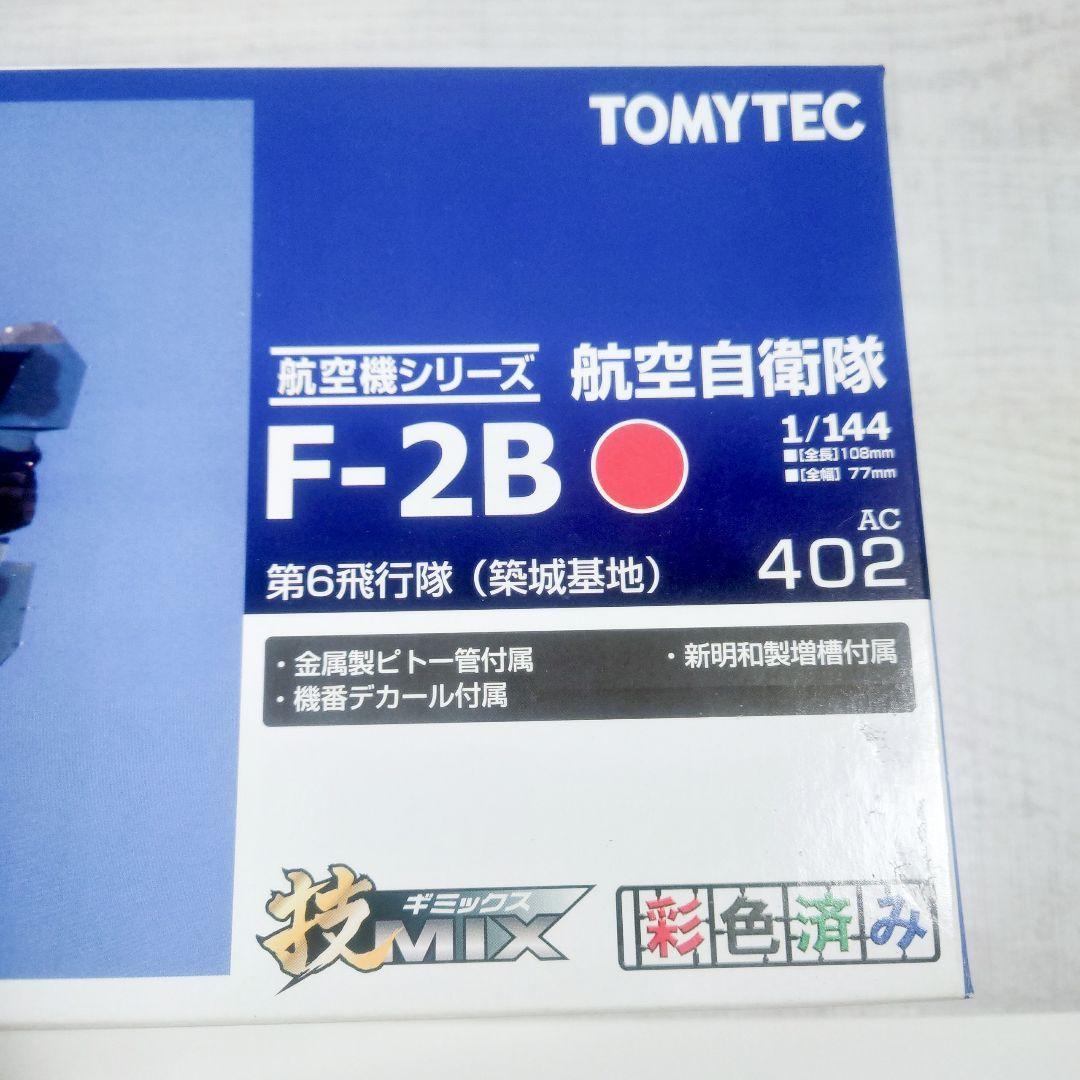 TOMYTEC
航空機シリーズ 航空自衛隊
F-2B
1/144
■[全長]108mm
■[全幅] 77mm
AC
402
第6飛行隊（築城基地）
・金属製ピトー管付属
・新明和製増槽付属
・機番デカール付属
技MIX
ギミックス
彩色済み